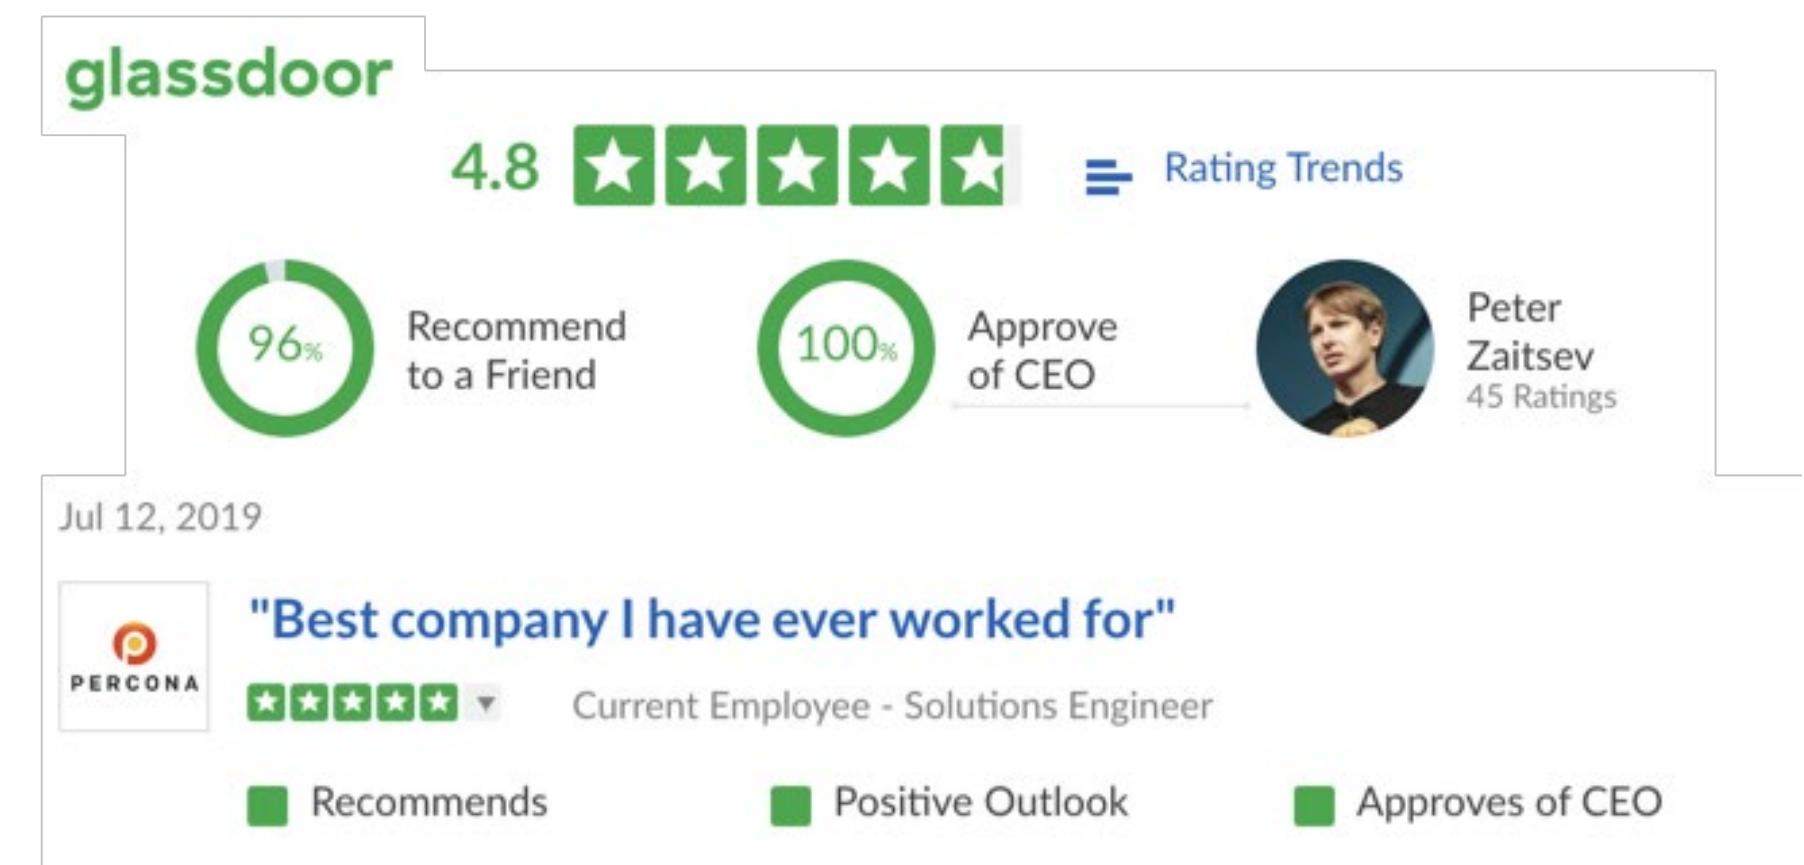 glassdoor
4.8
Rating Trends
96%
Recommend
to a Friend
100%
Approve
of CEO
Peter
Zaitsev
45 Ratings
Jul 12, 2019
PERCONA
"Best company I have ever worked for"
Current Employee - Solutions Engineer
Recommends
Positive Outlook
Approves of CEO